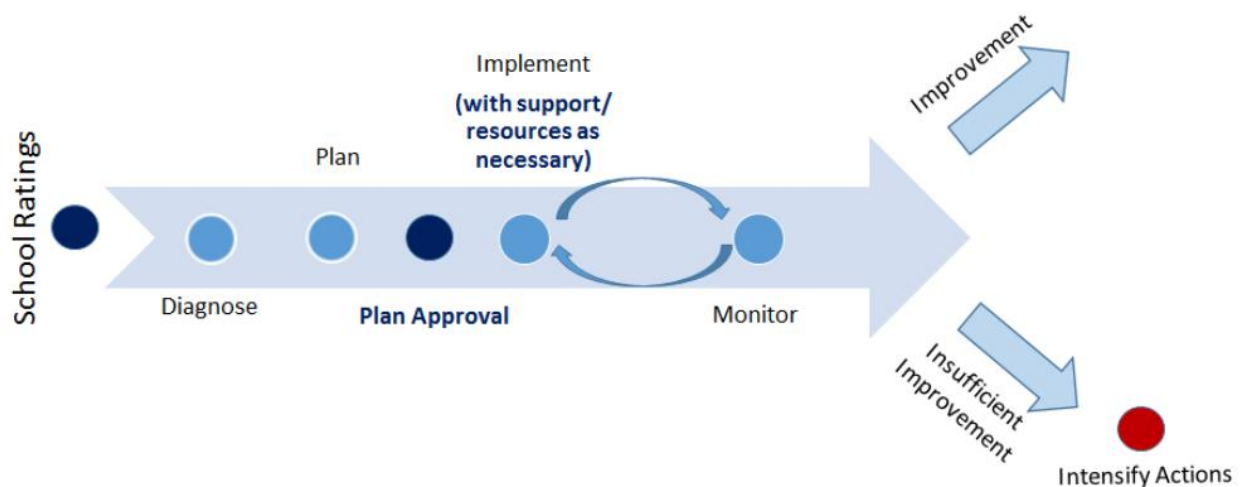 School Ratings
Diagnose
Plan
Plan Approval
Implement
(with support/
resources as
necessary)
Monitor
Improvement
Insufficient
Improvement
Intensify Actions